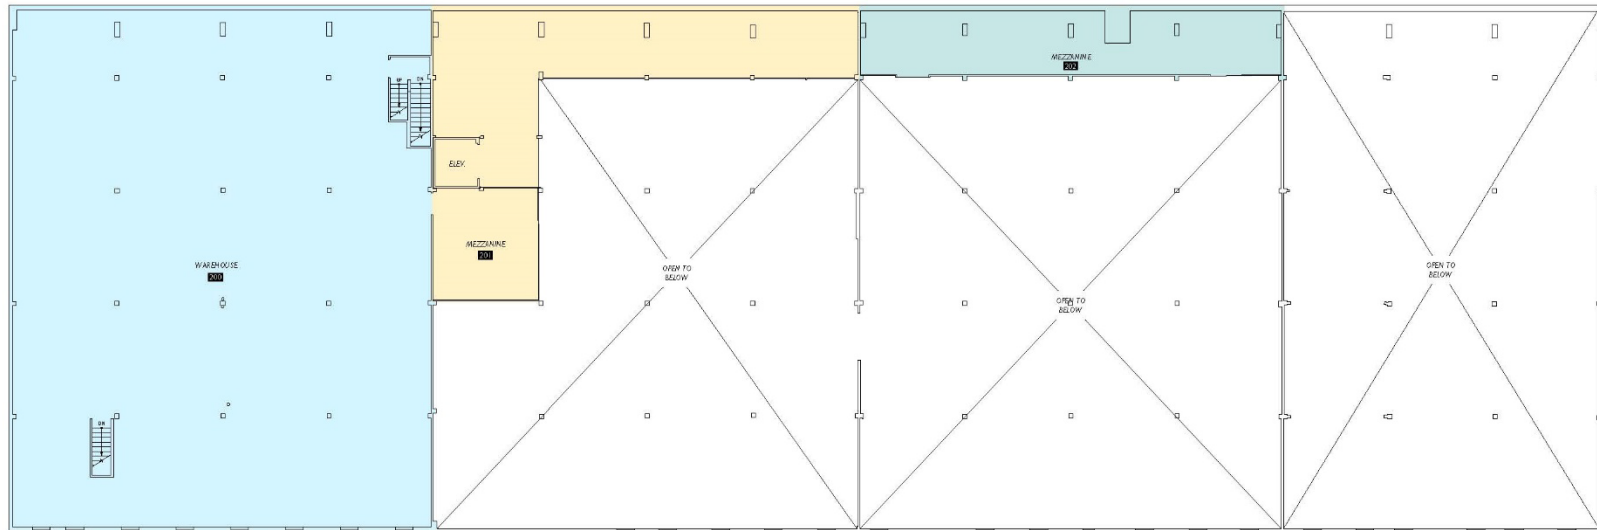 MEZZANINE
202
UP
DN
ELEV.
MEZZANINE
201
WAREHOUSE
200
OPEN TO
BELOW
OPEN TO
BELOW
OPEN TO
BELOW
DN